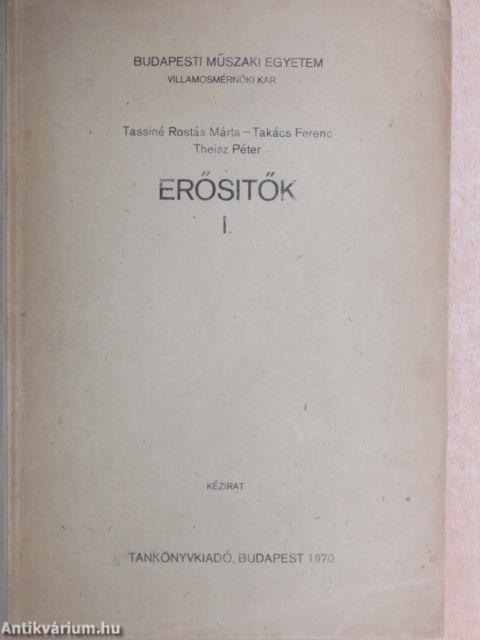 BUDAPESTI MŰSZAKI EGYETEM
VILLAMOSMÉRNÖKI KAR
Tassiné Rostás Márta – Takács Ferenc
Theisz Péter
ERŐSITŐK
I.
KÉZIRAT
TANKÖNYVKIADÓ, BUDAPEST 1970
Antikvárium.hu